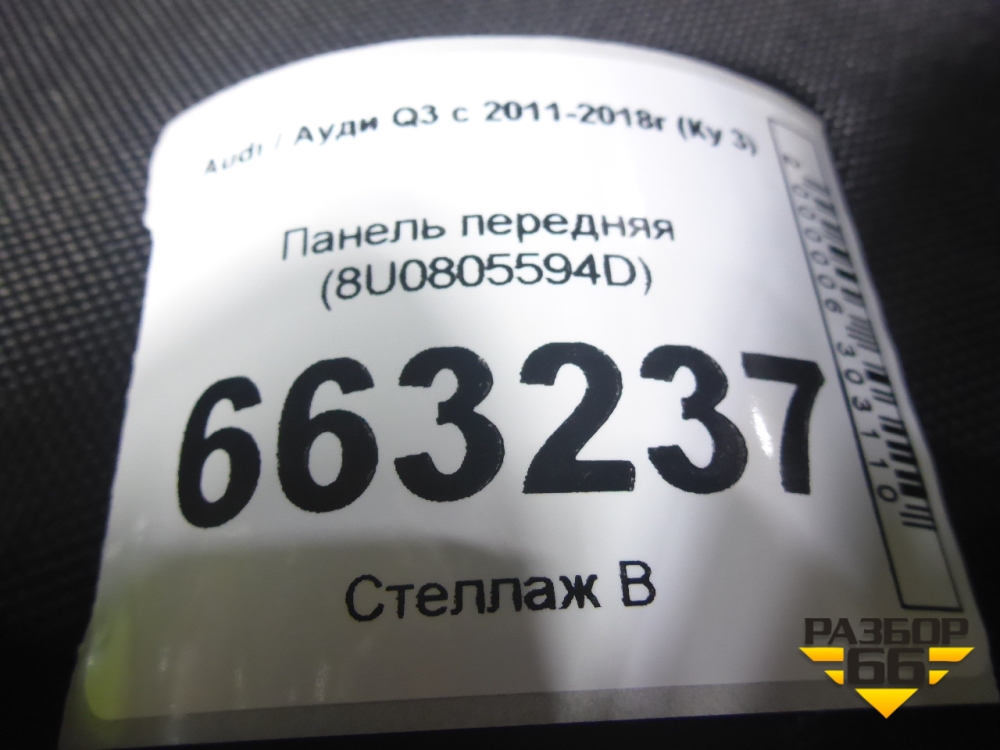 Audi / Ауди Q3 с 2011-2018г (Ку 3)
Панель передняя
(8U0805594D)
663237
Стеллаж В
2000006303110
РАЗБОР
66